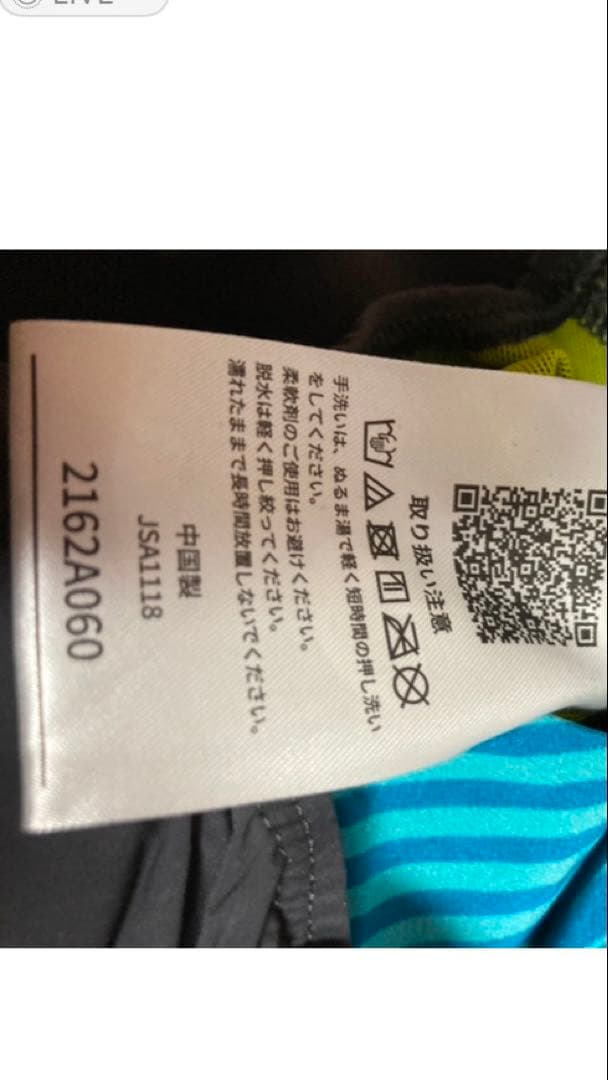 LIVE
取り扱い注意
手洗いは、ぬるま湯で軽く短時間の押し洗い
をしてください。
柔軟剤のご使用はお避けください。
脱水は軽く押し絞ってください。
濡れたままで長時間放置しないでください。
中国製
JSA1118
2162A060